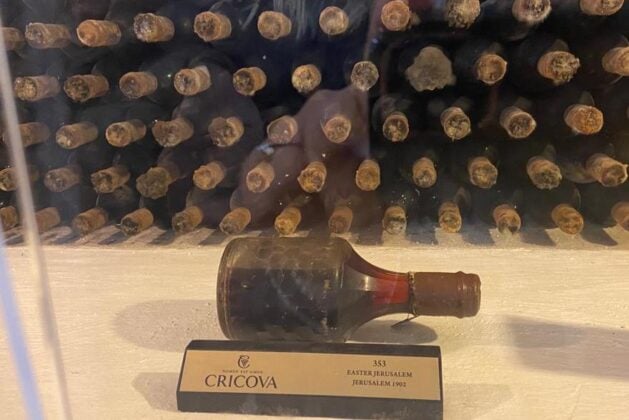 CRICOVA
353
EASTER JERUSALEM
JERUSALEM 1902